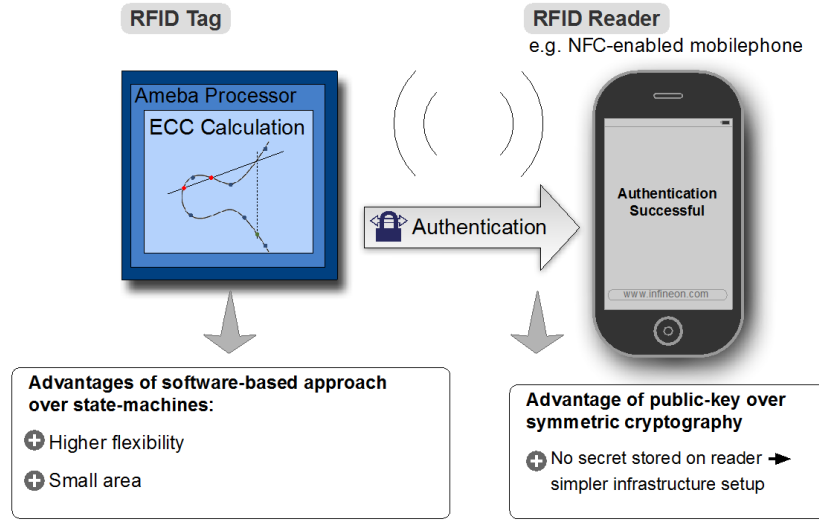 RFID Tag
RFID Reader
e.g. NFC-enabled mobilephone
Ameba Processor
ECC Calculation
Authentication
Authentication
Successful
www.infineon.com
Advantages of software-based approach
over state-machines:
Higher flexibility
Small area
Advantage of public-key over
symmetric cryptography
No secret stored on reader ➔
simpler infrastructure setup